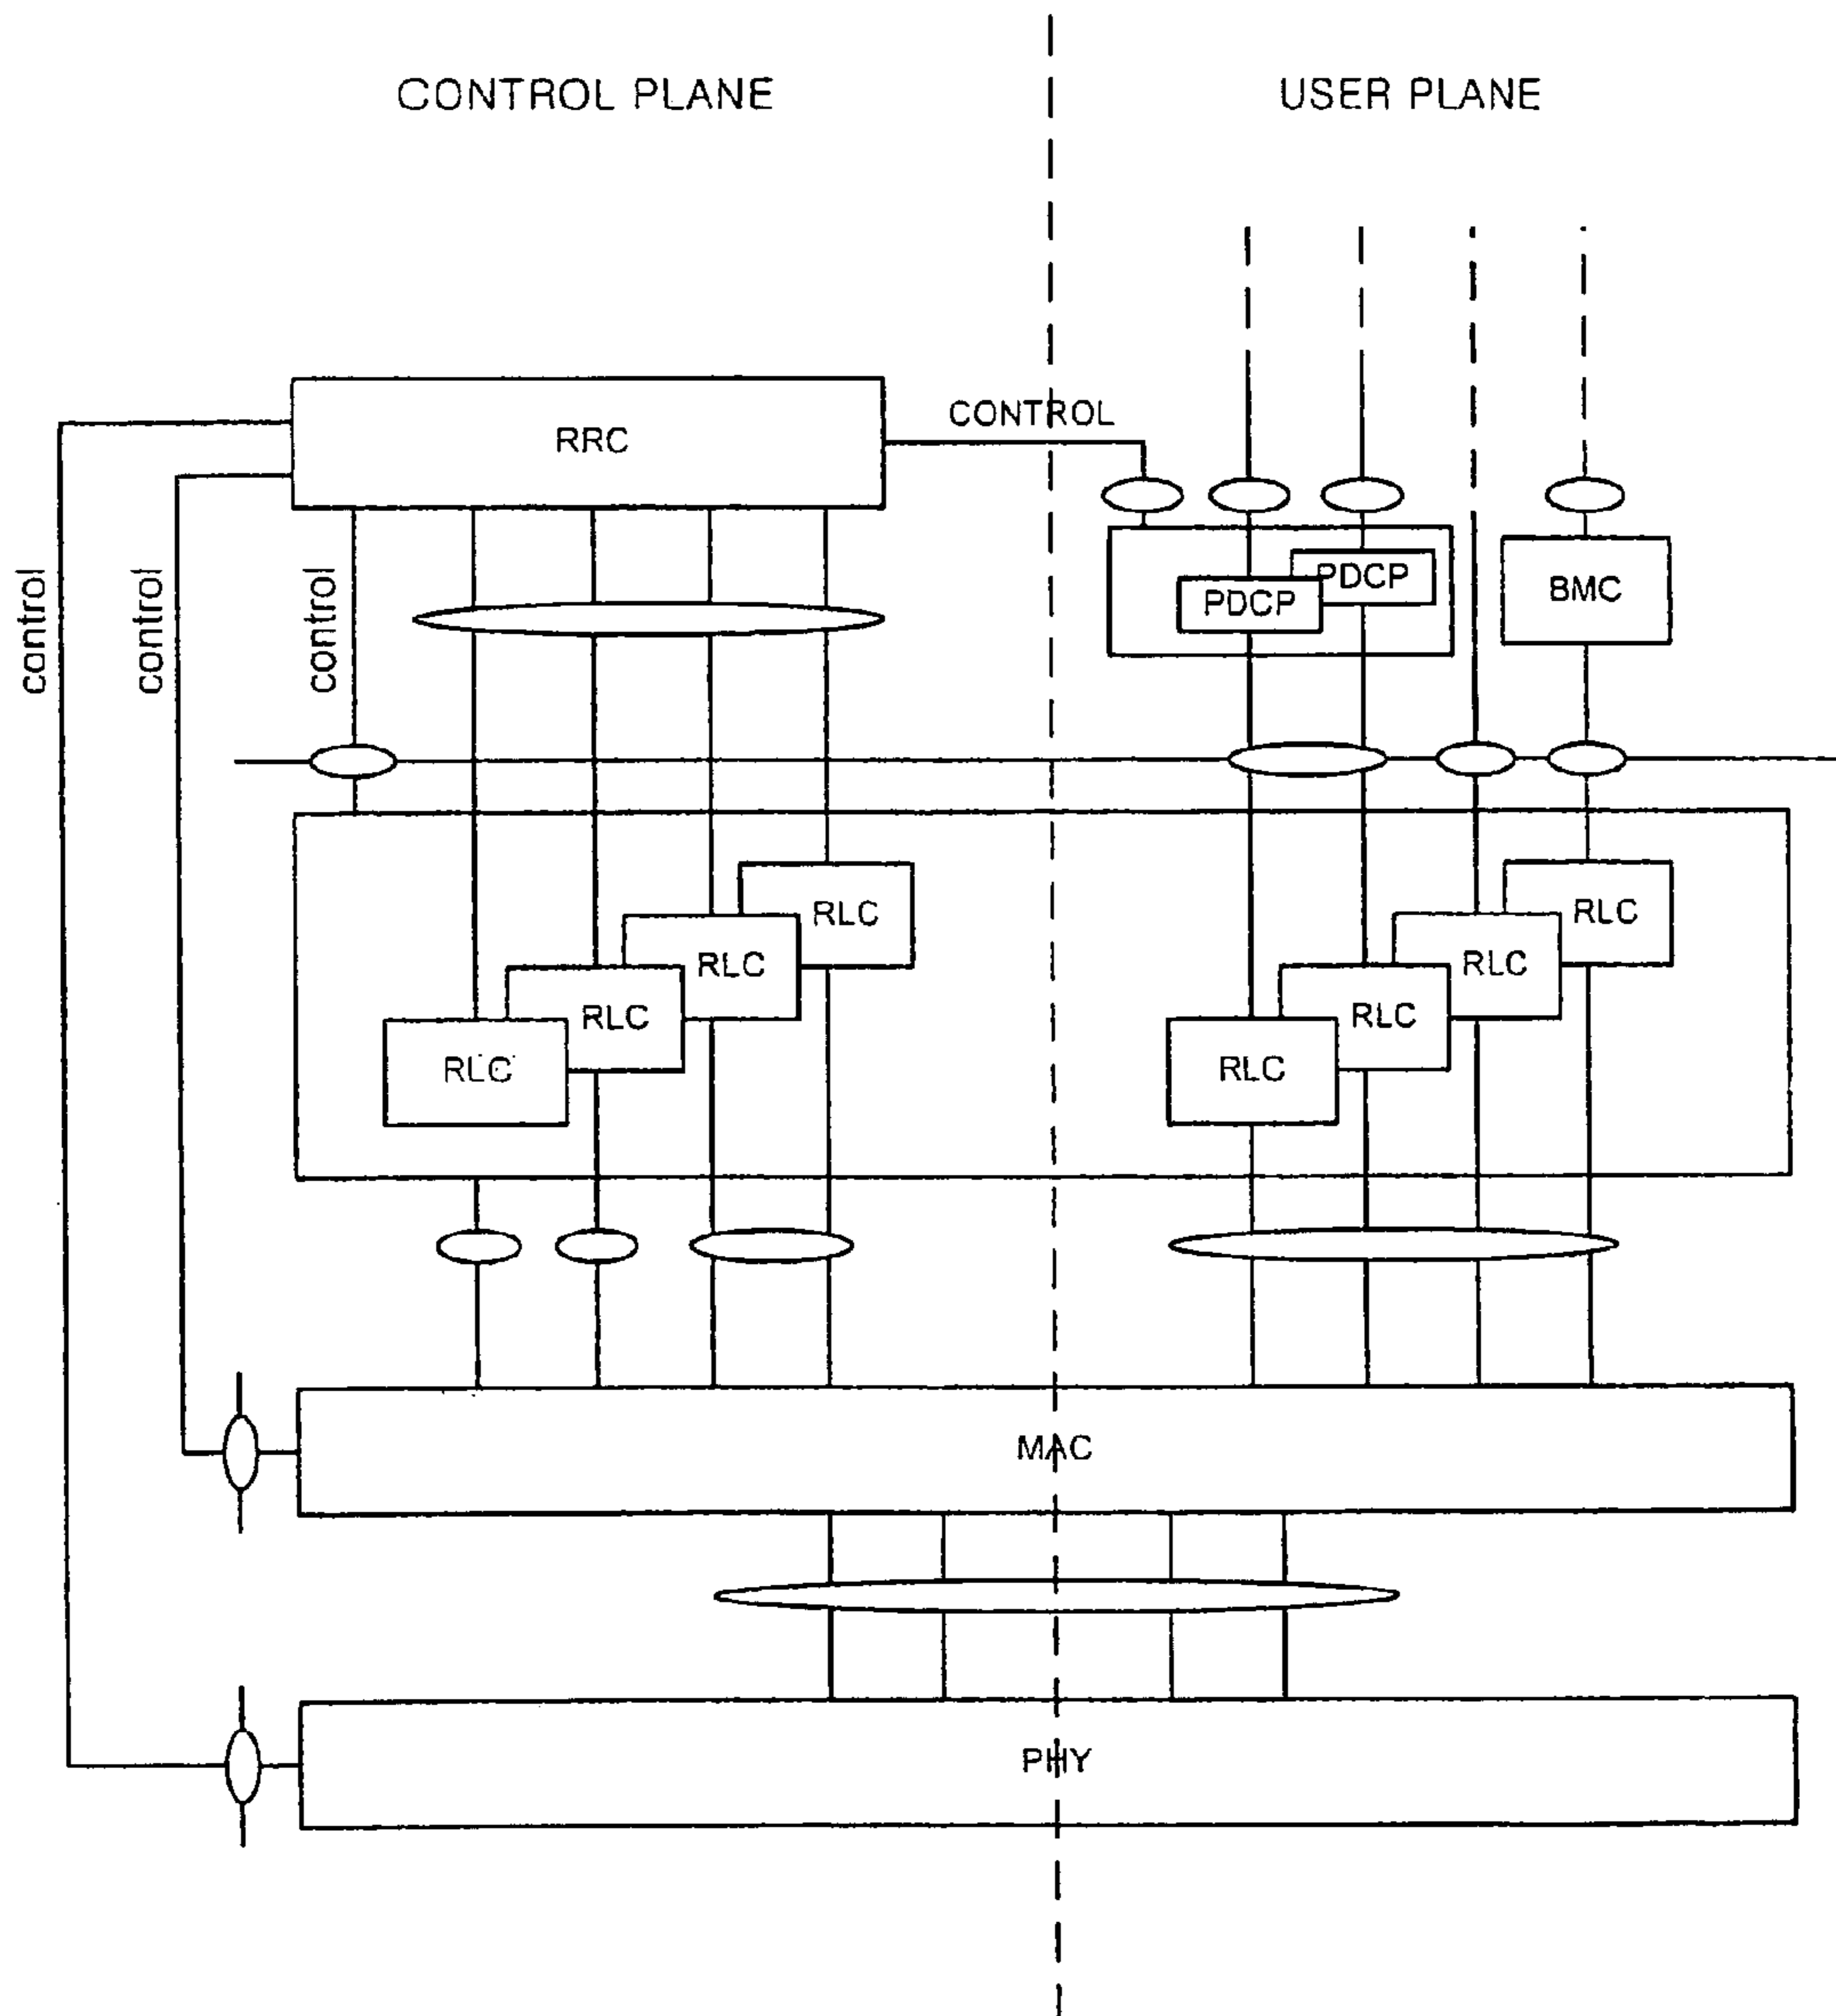 CONTROL PLANE
USER PLANE
CONTROL
RRC
control
control
control
PDCP
PDCP
BMC
RLC
RLC
RLC
RLC
RLC
RLC
RLC
RLC
MAC
PHY